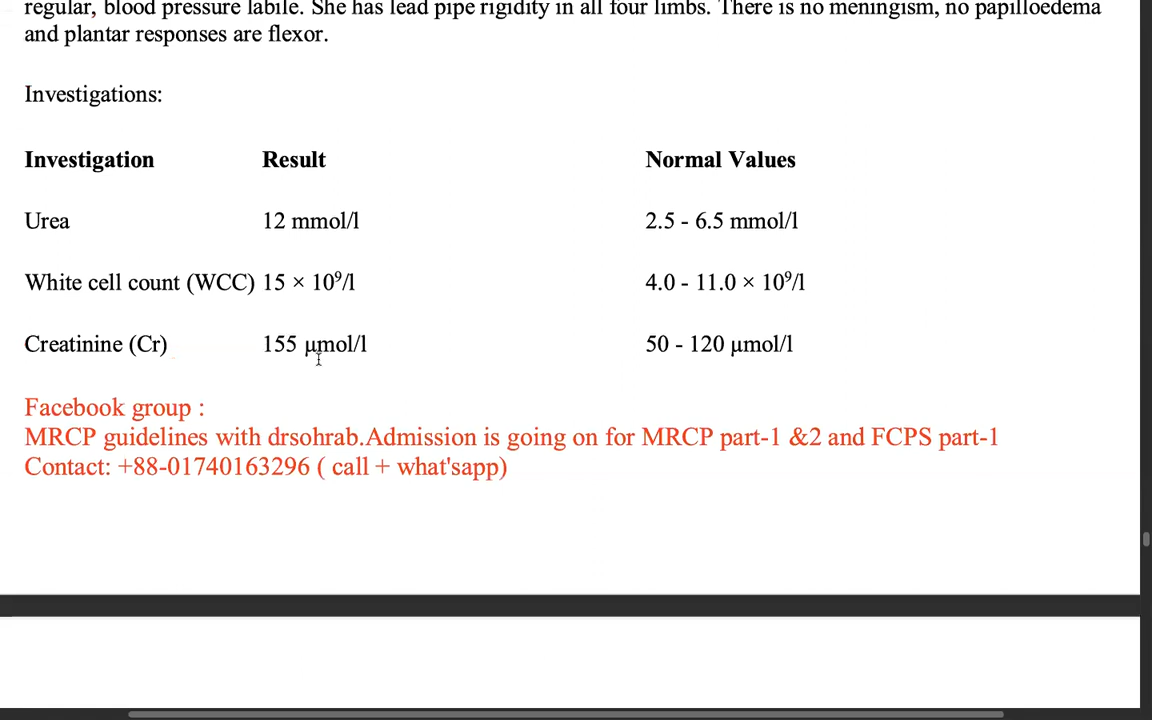 regular, blood pressure labile. She has lead pipe rigidity in all four limbs. There is no meningism, no papilloedema
and plantar responses are flexor.
Investigations:
Investigation Result Normal Values
Urea 12 mmol/l 2.5 - 6.5 mmol/l
White cell count (WCC) 15 × 10⁹/l 4.0 - 11.0 × 10⁹/l
Creatinine (Cr) 155 μmol/l 50 - 120 μmol/l
Facebook group :
MRCP guidelines with drsohrab.Admission is going on for MRCP part-1 &2 and FCPS part-1
Contact: +88-01740163296 ( call + what'sapp)